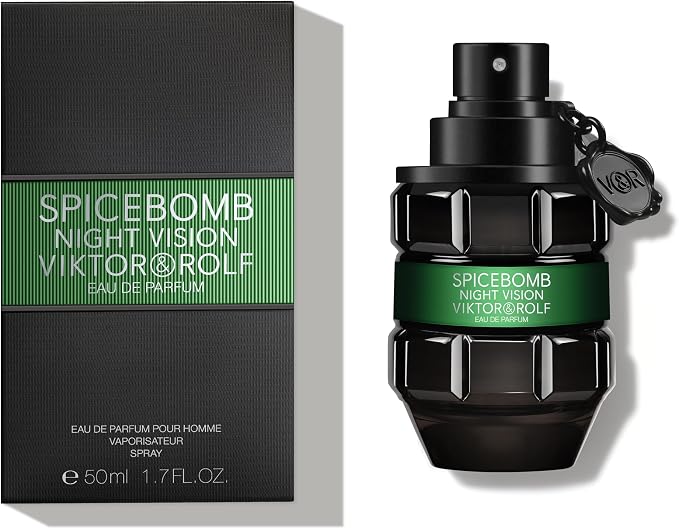 SPICEBOMB
NIGHT VISION
VIKTOR&ROLF
EAU DE PARFUM
EAU DE PARFUM POUR HOMME
VAPORISATEUR
SPRAY
℮ 50ml 1.7FL.OZ.
V&R
SPICEBOMB
NIGHT VISION
VIKTOR&ROLF
EAU DE PARFUM